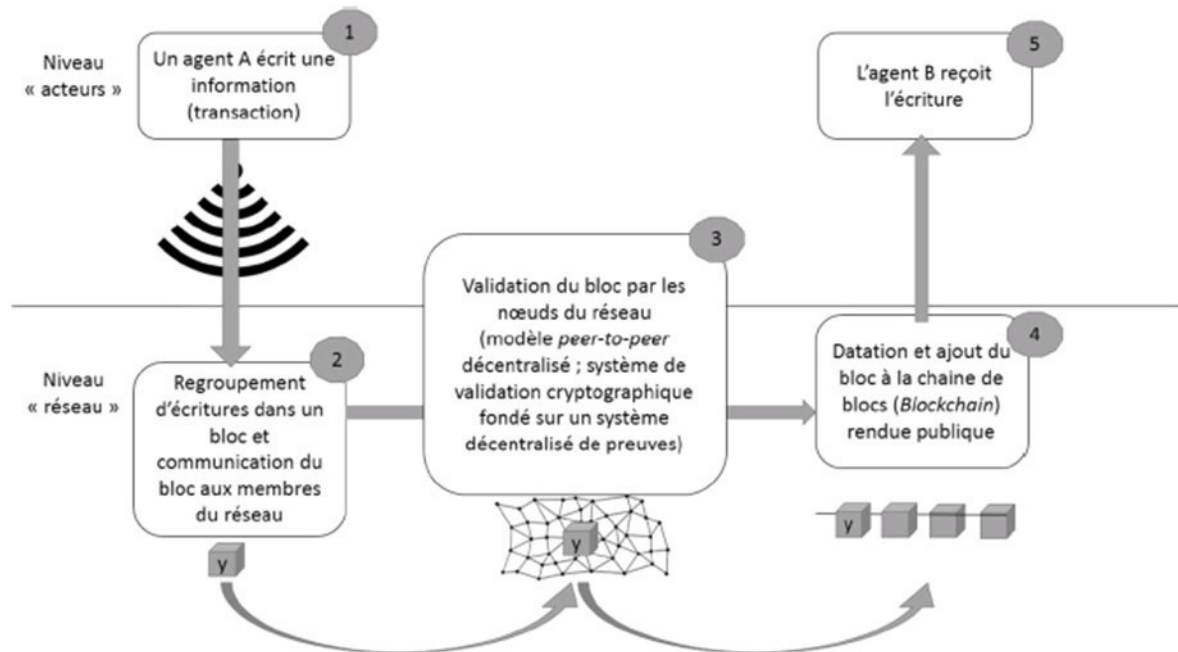 Niveau
« acteurs »
1
Un agent A écrit une
information
(transaction)
5
L’agent B reçoit
l’écriture
3
Validation du bloc par les
nœuds du réseau
(modèle peer-to-peer
décentralisé ; système de
validation cryptographique
fondé sur un système
décentralisé de preuves)
Niveau
« réseau »
2
Regroupement
d’écritures dans un
bloc et
communication du
bloc aux membres
du réseau
4
Datation et ajout du
bloc à la chaine de
blocs (Blockchain)
rendue publique
y
y
y